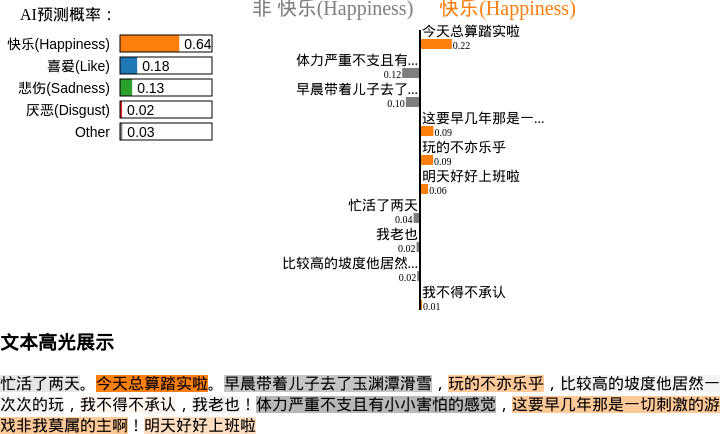 AI预测概率：
快乐(Happiness) 0.64
喜爱(Like) 0.18
悲伤(Sadness) 0.13
厌恶(Disgust) 0.02
Other 0.03
非 快乐(Happiness) 快乐(Happiness)
今天总算踏实啦
0.22
体力严重不支且有...
0.12
早晨带着儿子去了...
0.10
这要早几年那是一...
0.09
玩的不亦乐乎
0.09
明天好好上班啦
0.06
忙活了两天
0.04
我老也
0.02
比较高的坡度他居然...
0.02
我不得不承认
0.01
文本高光展示
忙活了两天。今天总算踏实啦。早晨带着儿子去了玉渊潭滑雪，玩的不亦乐乎，比较高的坡度他居然一
次次的玩，我不得不承认，我老也！体力严重不支且有小小害怕的感觉，这要早几年那是一切刺激的游
戏非我莫属的主啊！明天好好上班啦